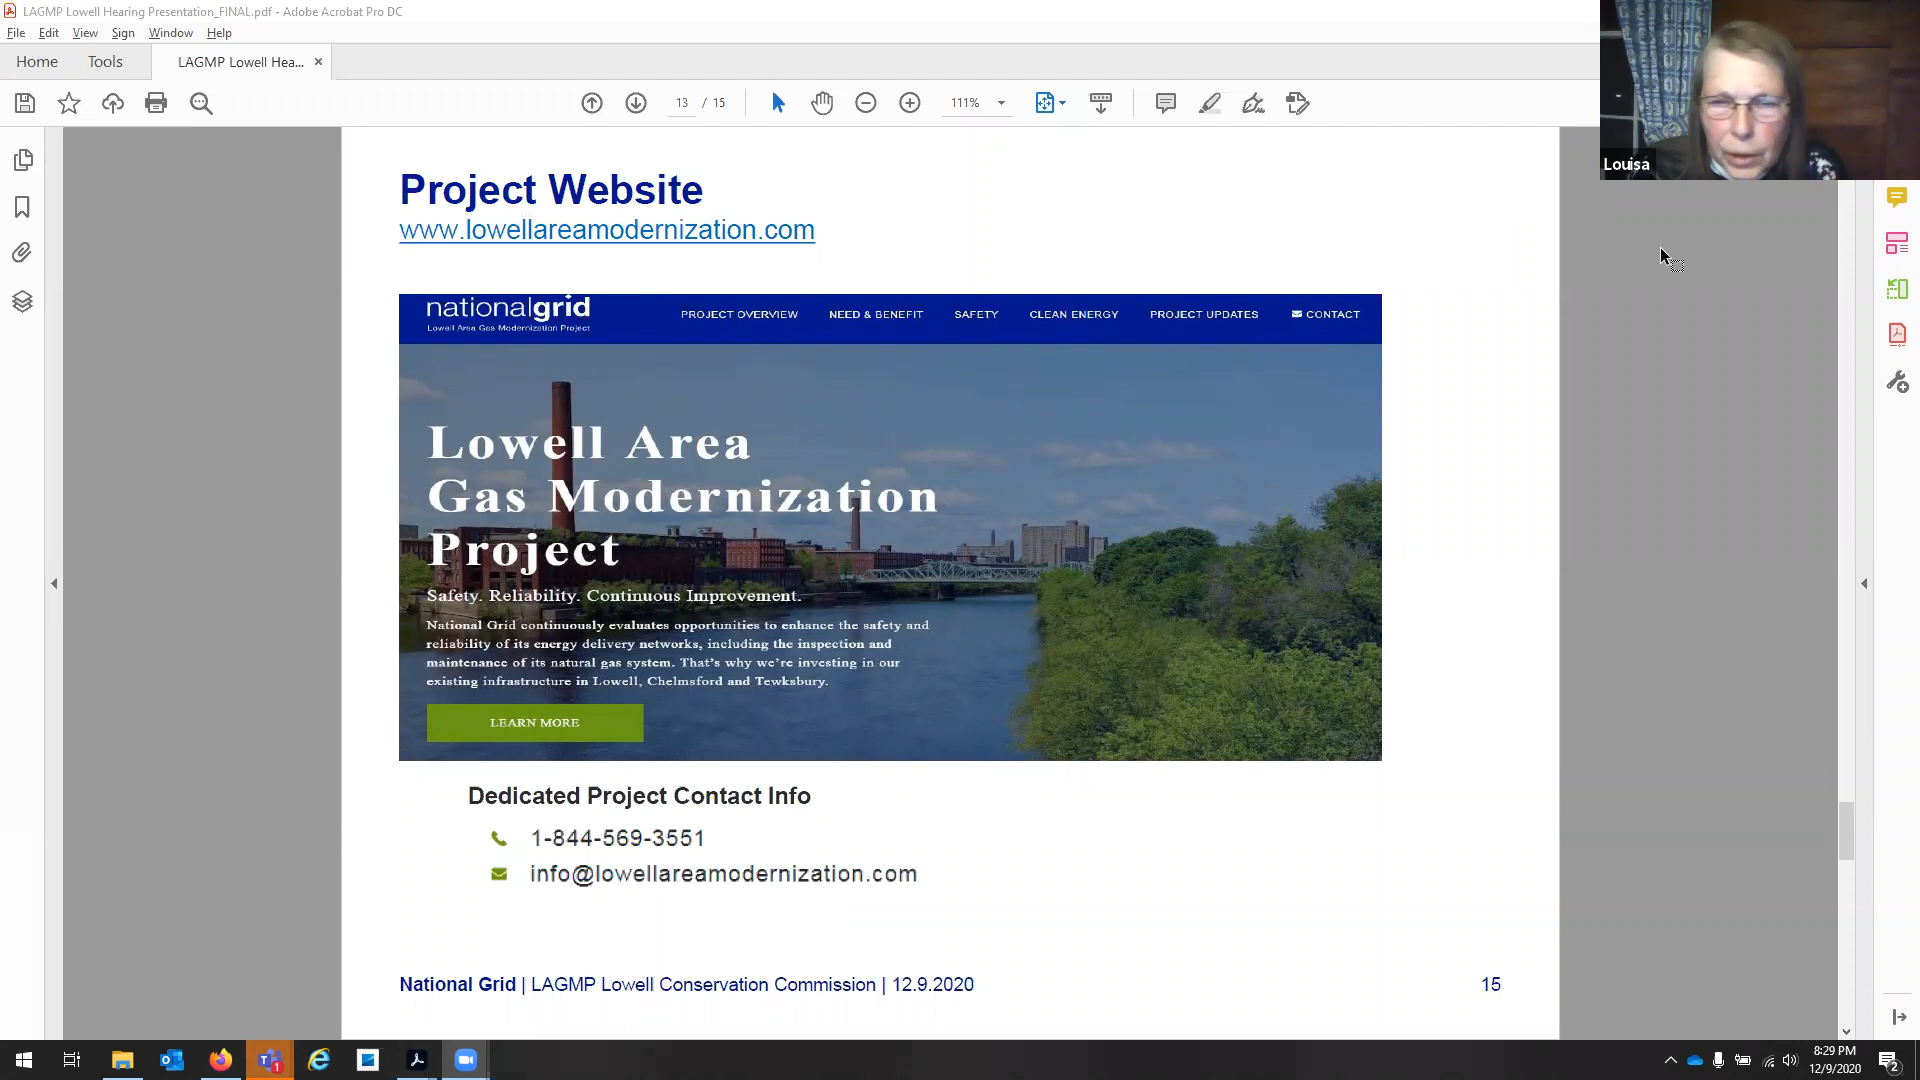 LAGMP Lowell Hearing Presentation_FINAL.pdf - Adobe Acrobat Pro DC
File Edit View Sign Window Help
Home Tools LAGMP Lowell Hea... ×
13 / 15 111%
Louisa
Project Website
www.lowellareamodernization.com
nationalgrid
Lowell Area Gas Modernization Project
PROJECT OVERVIEW NEED & BENEFIT SAFETY CLEAN ENERGY PROJECT UPDATES CONTACT
Lowell Area
Gas Modernization
Project
Safety. Reliability. Continuous Improvement.
National Grid continuously evaluates opportunities to enhance the safety and
reliability of its energy delivery networks, including the inspection and
maintenance of its natural gas system. That's why we're investing in our
existing infrastructure in Lowell, Chelmsford and Tewksbury.
LEARN MORE
Dedicated Project Contact Info
1-844-569-3551
info@lowellareamodernization.com
National Grid | LAGMP Lowell Conservation Commission | 12.9.2020 15
8:29 PM
12/9/2020
1
2